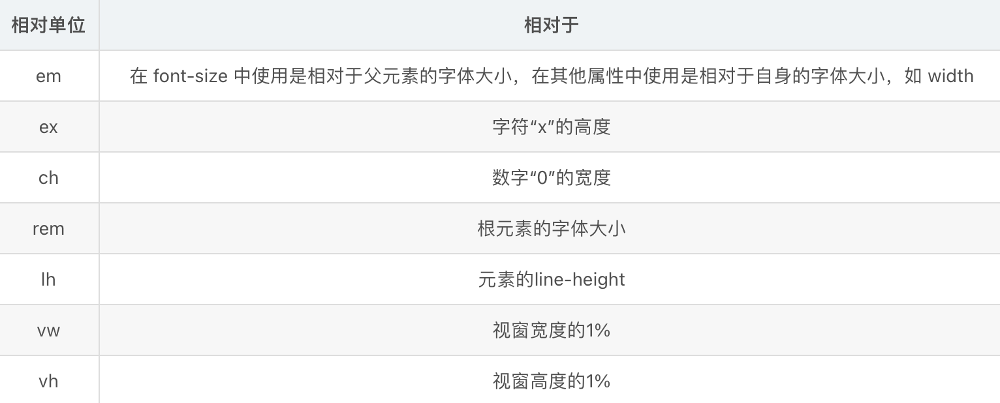 相对单位 相对于
em 在 font-size 中使用是相对于父元素的字体大小，在其他属性中使用是相对于自身的字体大小，如 width
ex 字符“x”的高度
ch 数字“0”的宽度
rem 根元素的字体大小
lh 元素的line-height
vw 视窗宽度的1%
vh 视窗高度的1%